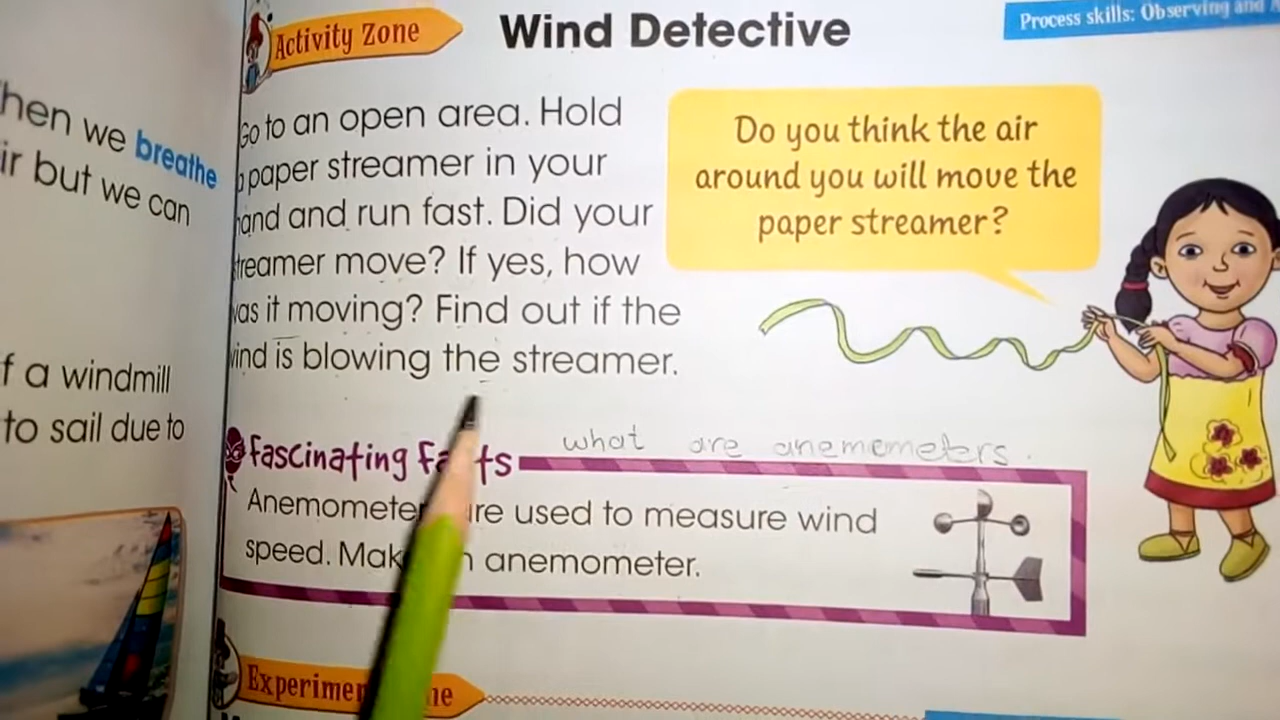 Activity Zone
Wind Detective
Process skills: Observing and
hen we breathe
ir but we can
f a windmill
to sail due to
Go to an open area. Hold
paper streamer in your
and and run fast. Did your
treamer move? If yes, how
was it moving? Find out if the
wind is blowing the streamer.
Do you think the air
around you will move the
paper streamer?
Fascinating Facts
what are anemometers.
Anemometer are used to measure wind
speed. Mak anemometer.
Experimen ne